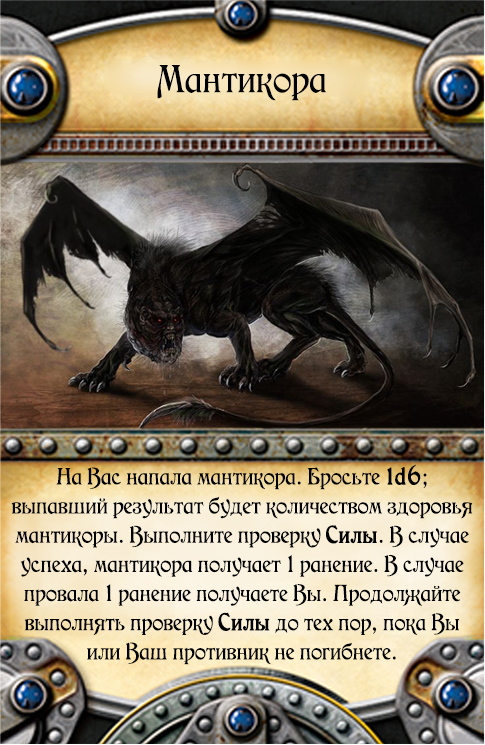 Мантикора
На Вас напала мантикора. Бросьте 1d6;
выпавший результат будет количеством здоровья
мантикоры. Выполните проверку Силы. В случае
успеха, мантикора получает 1 ранение. В случае
провала 1 ранение получаете Вы. Продолжайте
выполнять проверку Силы до тех пор, пока Вы
или Ваш противник не погибнете.